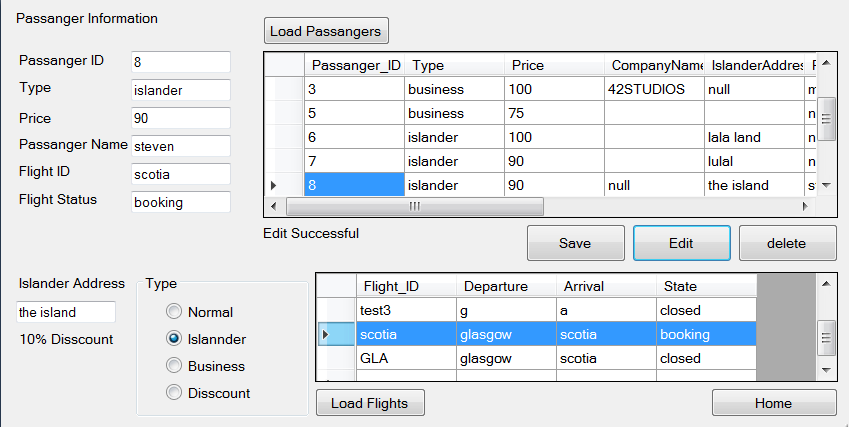 Passanger Information
Load Passangers
Passanger ID 8
Type islander
Price 90
Passanger Name steven
Flight ID scotia
Flight Status booking
Passanger_ID Type Price CompanyName IslanderAddres
3 business 100 42STUDIOS null
5 business 75
6 islander 100 lala land
7 islander 90 lulal
8 islander 90 null the island
Edit Successful
Save Edit delete
Islander Address
the island
10% Disscount
Type
Normal
Islannder
Business
Disscount
Flight_ID Departure Arrival State
test3 g a closed
scotia glasgow scotia booking
GLA glasgow scotia closed
Load Flights
Home